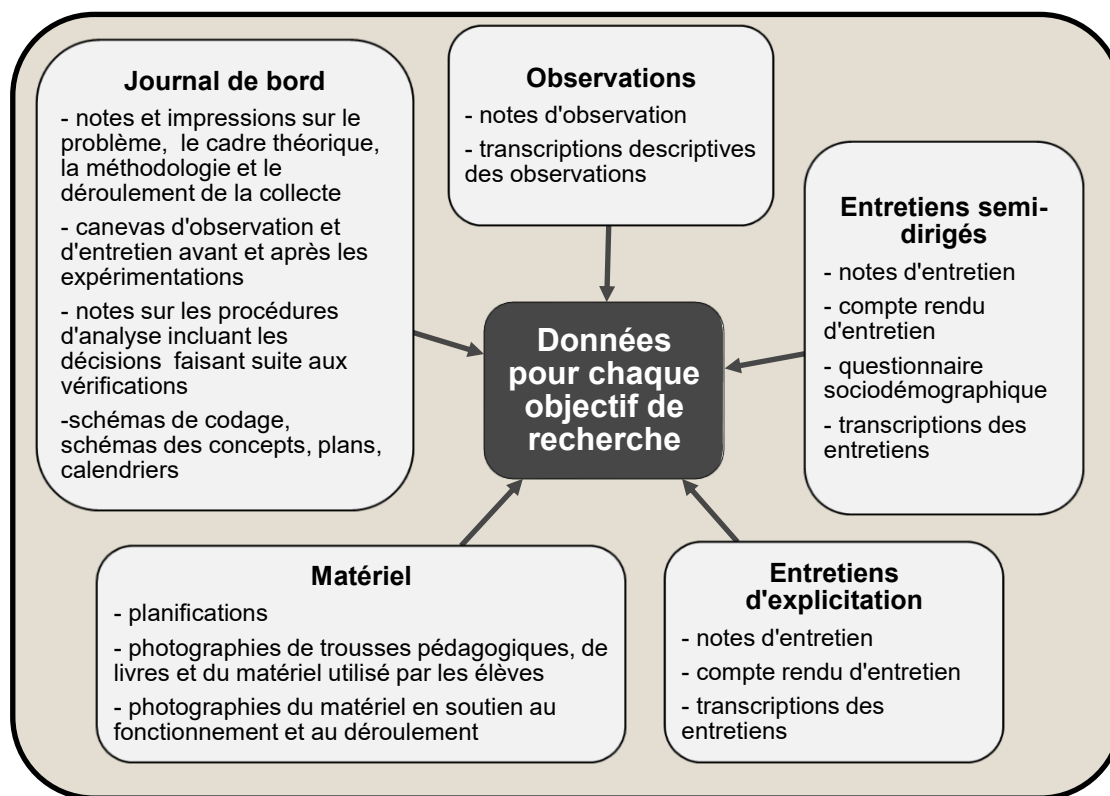 Journal de bord
- notes et impressions sur le
problème, le cadre théorique,
la méthodologie et le
déroulement de la collecte
- canevas d'observation et
d'entretien avant et après les
expérimentations
- notes sur les procédures
d'analyse incluant les
décisions faisant suite aux
vérifications
-schémas de codage,
schémas des concepts, plans,
calendriers
Observations
- notes d'observation
- transcriptions descriptives
des observations
Entretiens semi-
dirigés
- notes d'entretien
- compte rendu
d'entretien
- questionnaire
sociodémographique
- transcriptions des
entretiens
Données
pour chaque
objectif de
recherche
Matériel
- planifications
- photographies de trousses pédagogiques, de
livres et du matériel utilisé par les élèves
- photographies du matériel en soutien au
fonctionnement et au déroulement
Entretiens
d'explicitation
- notes d'entretien
- compte rendu d'entretien
- transcriptions des
entretiens